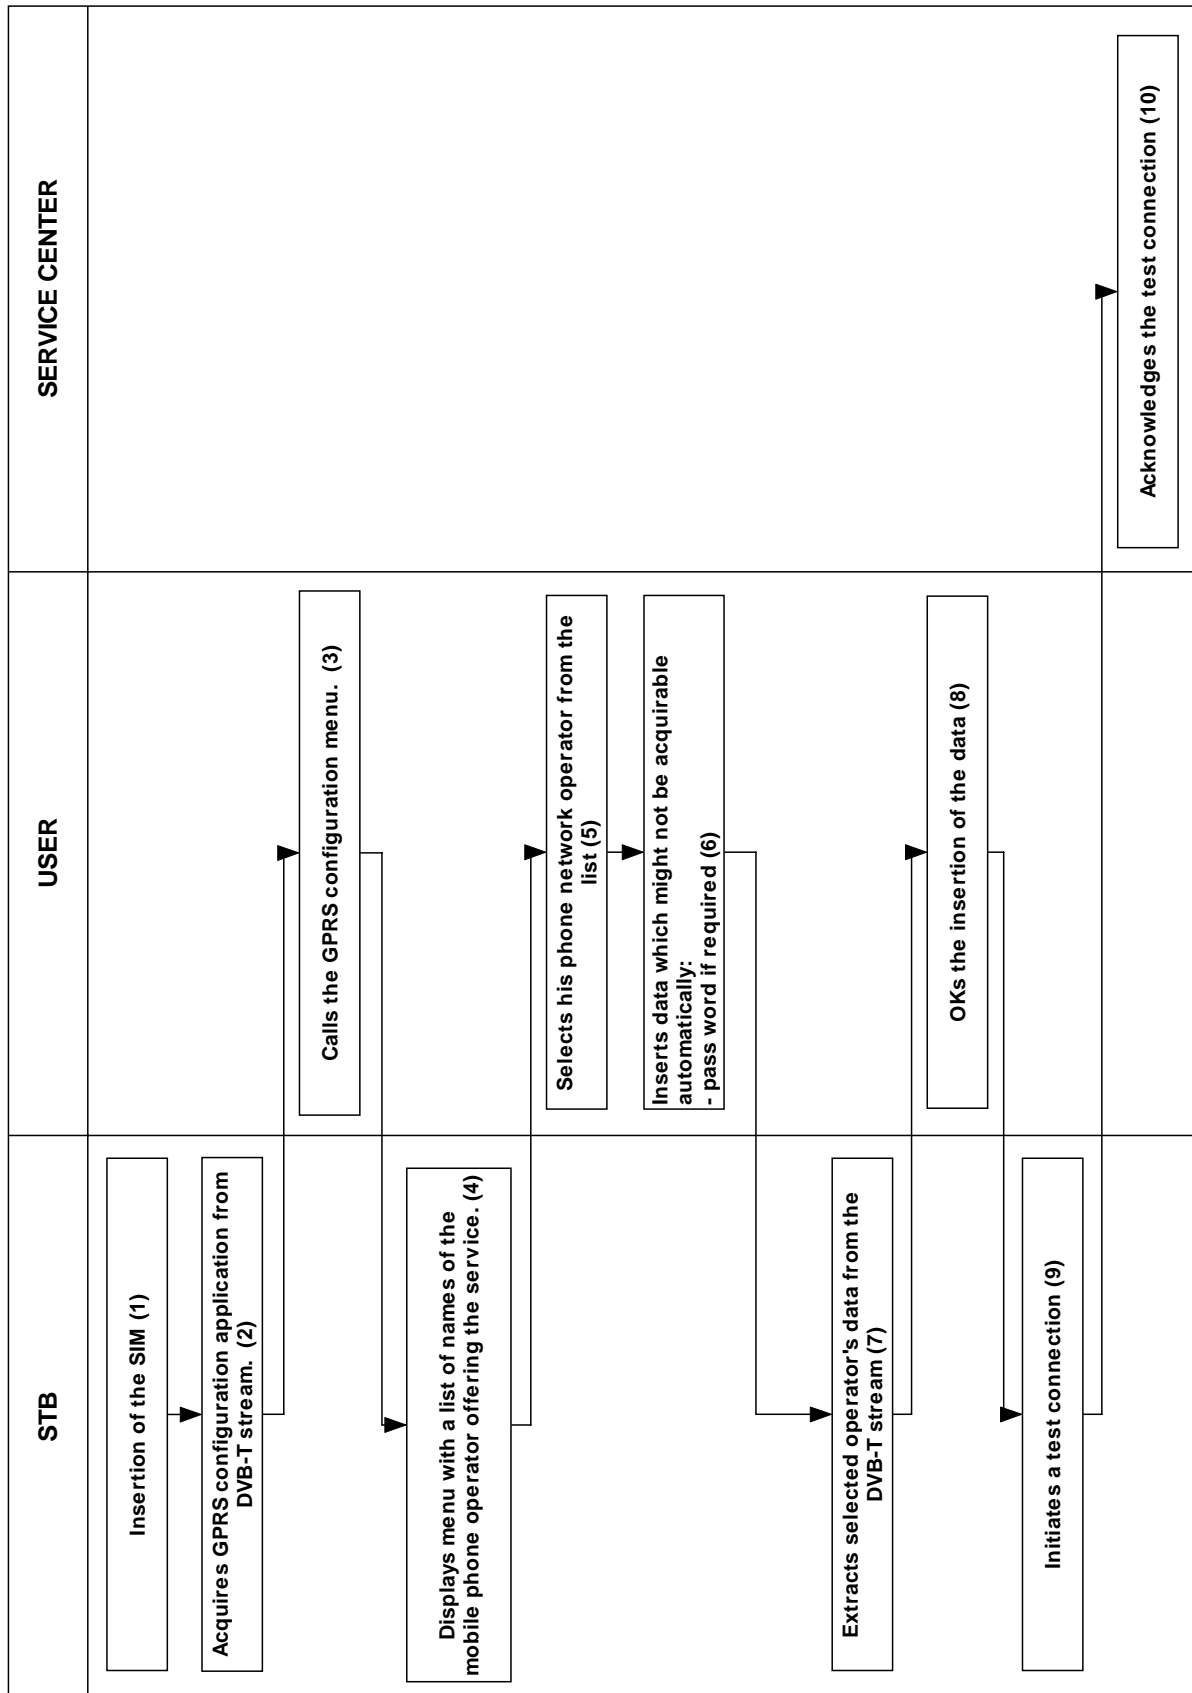 STB
USER
SERVICE CENTER
Insertion of the SIM (1)
Acquires GPRS configuration application from
DVB-T stream. (2)
Calls the GPRS configuration menu. (3)
Displays menu with a list of names of the
mobile phone operator offering the service. (4)
Selects his phone network operator from the
list (5)
Inserts data which might not be acquirable
automatically:
- pass word if required (6)
Extracts selected operator's data from the
DVB-T stream (7)
OKs the insertion of the data (8)
Initiates a test connection (9)
Acknowledges the test connection (10)